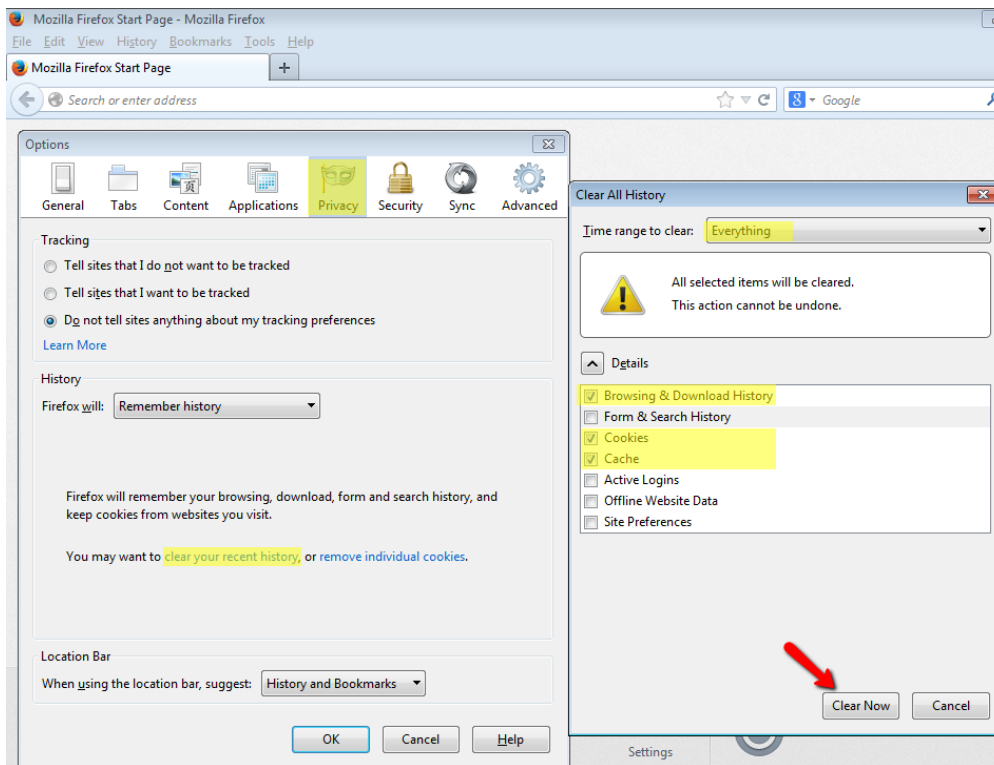 Mozilla Firefox Start Page - Mozilla Firefox
File Edit View History Bookmarks Tools Help
Mozilla Firefox Start Page +
Search or enter address
8 Google
Options
General Tabs Content Applications Privacy Security Sync Advanced
Tracking
Tell sites that I do not want to be tracked
Tell sites that I want to be tracked
Do not tell sites anything about my tracking preferences
Learn More
History
Firefox will: Remember history
Firefox will remember your browsing, download, form and search history, and
keep cookies from websites you visit.
You may want to clear your recent history, or remove individual cookies.
Location Bar
When using the location bar, suggest: History and Bookmarks
OK Cancel Help
Clear All History
Time range to clear: Everything
All selected items will be cleared.
This action cannot be undone.
Details
Browsing & Download History
Form & Search History
Cookies
Cache
Active Logins
Offline Website Data
Site Preferences
Clear Now Cancel
Settings